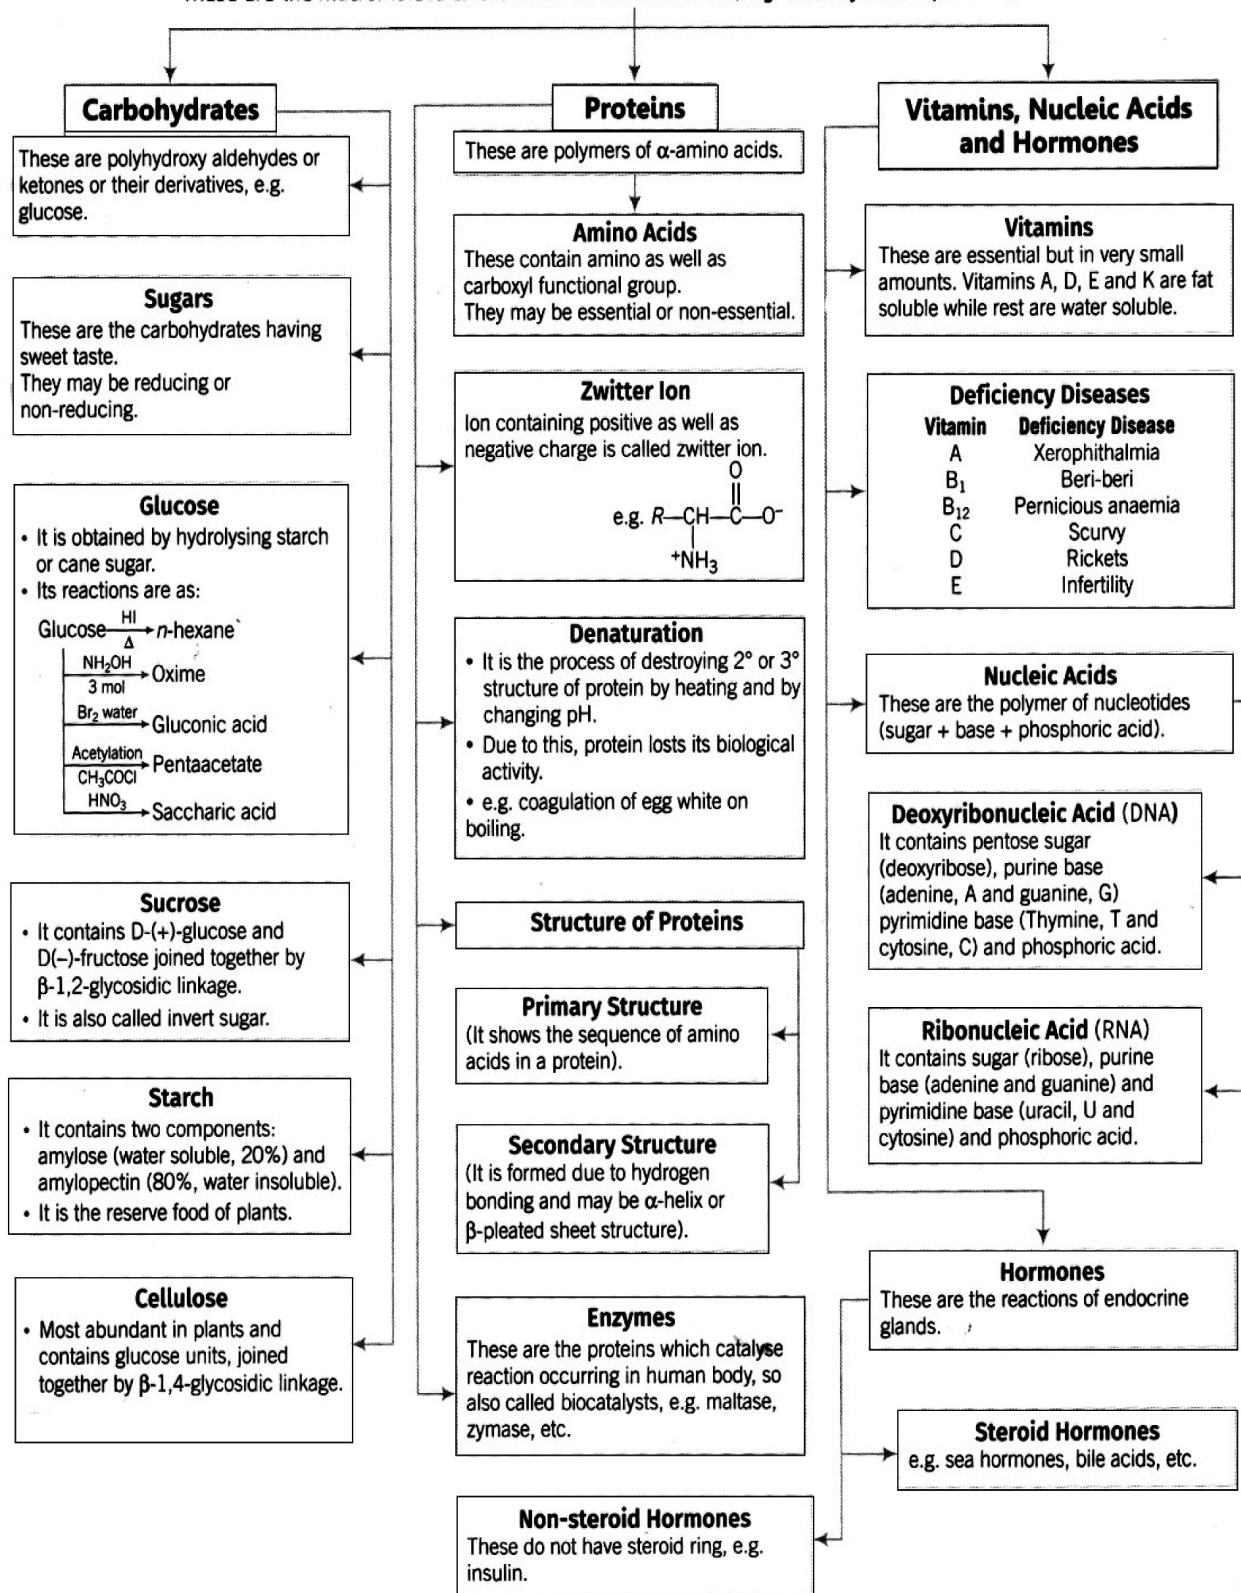 Carbohydrates
These are polyhydroxy aldehydes or
ketones or their derivatives, e.g.
glucose.
Sugars
These are the carbohydrates having
sweet taste.
They may be reducing or
non-reducing.
Glucose
• It is obtained by hydrolysing starch
or cane sugar.
• Its reactions are as:
Glucose HI Δ n-hexane
NH₂OH 3 mol Oxime
Br₂ water Gluconic acid
Acetylation CH₃COCl Pentaacetate
HNO₃ Saccharic acid
Sucrose
• It contains D-(+)-glucose and
D(–)-fructose joined together by
β-1,2-glycosidic linkage.
• It is also called invert sugar.
Starch
• It contains two components:
amylose (water soluble, 20%) and
amylopectin (80%, water insoluble).
• It is the reserve food of plants.
Cellulose
• Most abundant in plants and
contains glucose units, joined
together by β-1,4-glycosidic linkage.
Proteins
These are polymers of α-amino acids.
Amino Acids
These contain amino as well as
carboxyl functional group.
They may be essential or non-essential.
Zwitter Ion
Ion containing positive as well as
negative charge is called zwitter ion.
O
e.g. R—CH—C—O⁻
⁺NH₃
Denaturation
• It is the process of destroying 2° or 3°
structure of protein by heating and by
changing pH.
• Due to this, protein losts its biological
activity.
• e.g. coagulation of egg white on
boiling.
Structure of Proteins
Primary Structure
(It shows the sequence of amino
acids in a protein).
Secondary Structure
(It is formed due to hydrogen
bonding and may be α-helix or
β-pleated sheet structure).
Enzymes
These are the proteins which catalyse
reaction occurring in human body, so
also called biocatalysts, e.g. maltase,
zymase, etc.
Non-steroid Hormones
These do not have steroid ring, e.g.
insulin.
Vitamins, Nucleic Acids
and Hormones
Vitamins
These are essential but in very small
amounts. Vitamins A, D, E and K are fat
soluble while rest are water soluble.
Deficiency Diseases
Vitamin Deficiency Disease
A Xerophithalmia
B₁ Beri-beri
B₁₂ Pernicious anaemia
C Scurvy
D Rickets
E Infertility
Nucleic Acids
These are the polymer of nucleotides
(sugar + base + phosphoric acid).
Deoxyribonucleic Acid (DNA)
It contains pentose sugar
(deoxyribose), purine base
(adenine, A and guanine, G)
pyrimidine base (Thymine, T and
cytosine, C) and phosphoric acid.
Ribonucleic Acid (RNA)
It contains sugar (ribose), purine
base (adenine and guanine) and
pyrimidine base (uracil, U and
cytosine) and phosphoric acid.
Hormones
These are the reactions of endocrine
glands.
Steroid Hormones
e.g. sea hormones, bile acids, etc.